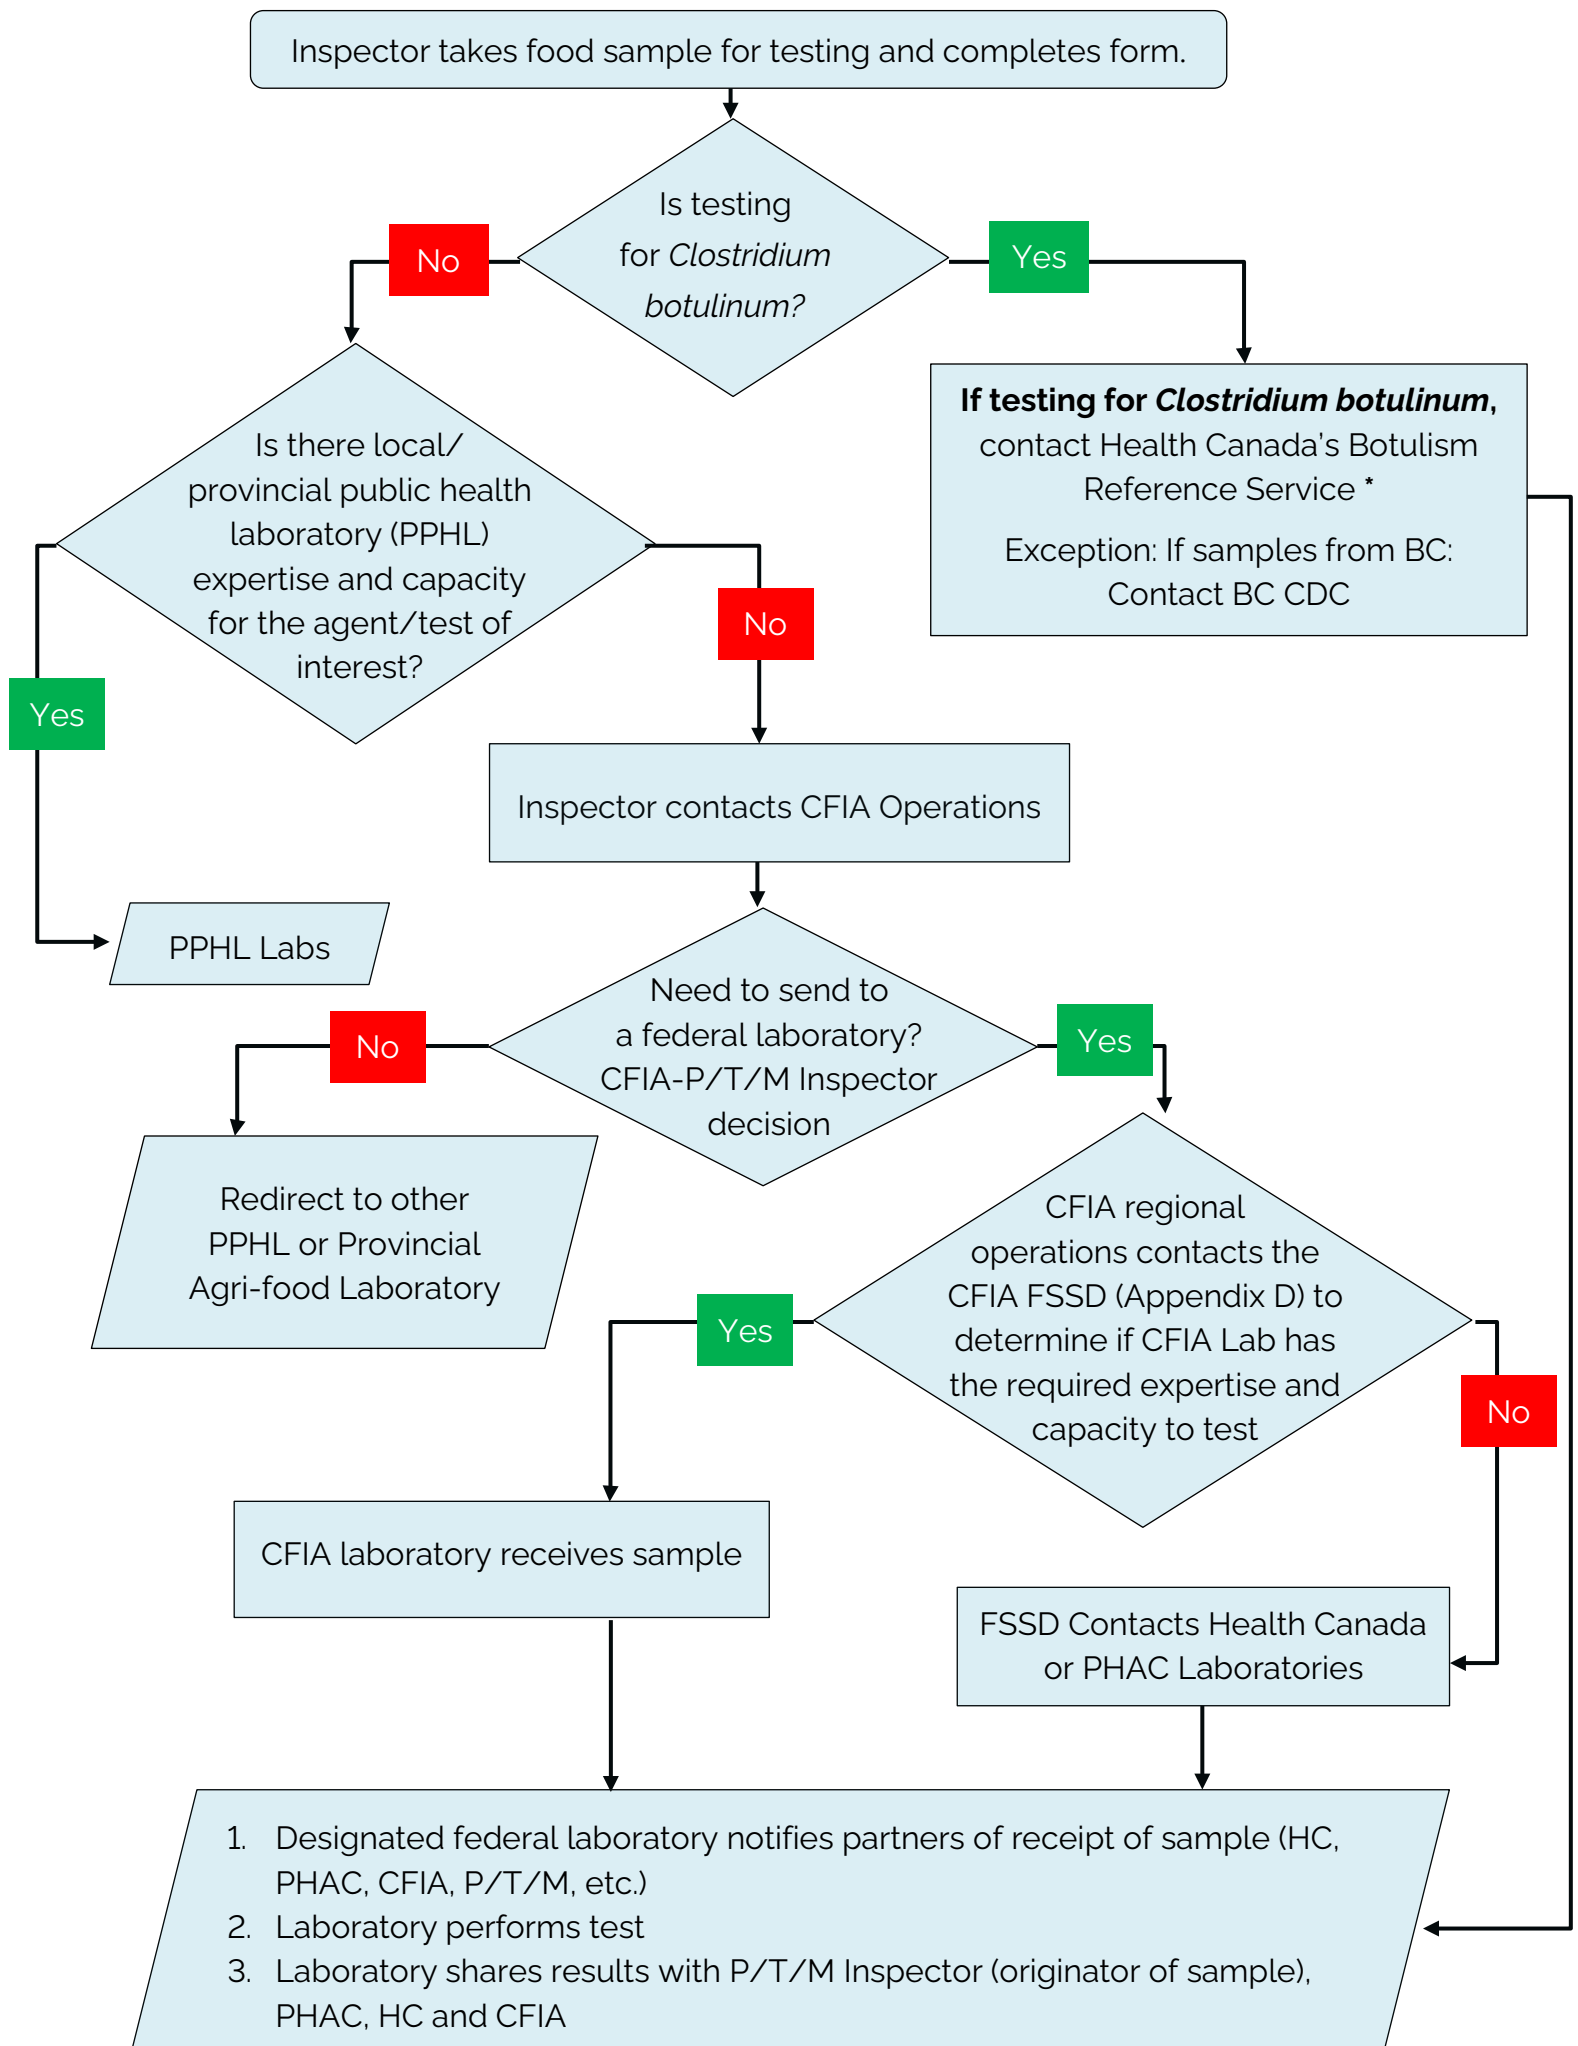 Inspector takes food sample for testing and completes form.
Is testing
for Clostridium
botulinum?
No
Yes
If testing for Clostridium botulinum,
contact Health Canada’s Botulism
Reference Service *
Exception: If samples from BC:
Contact BC CDC
Is there local/
provincial public health
laboratory (PPHL)
expertise and capacity
for the agent/test of
interest?
No
Yes
Inspector contacts CFIA Operations
PPHL Labs
Need to send to
a federal laboratory?
CFIA-P/T/M Inspector
decision
No
Yes
Redirect to other
PPHL or Provincial
Agri-food Laboratory
CFIA regional
operations contacts the
CFIA FSSD (Appendix D) to
determine if CFIA Lab has
the required expertise and
capacity to test
Yes
No
CFIA laboratory receives sample
FSSD Contacts Health Canada
or PHAC Laboratories
1. Designated federal laboratory notifies partners of receipt of sample (HC,
PHAC, CFIA, P/T/M, etc.)
2. Laboratory performs test
3. Laboratory shares results with P/T/M Inspector (originator of sample),
PHAC, HC and CFIA